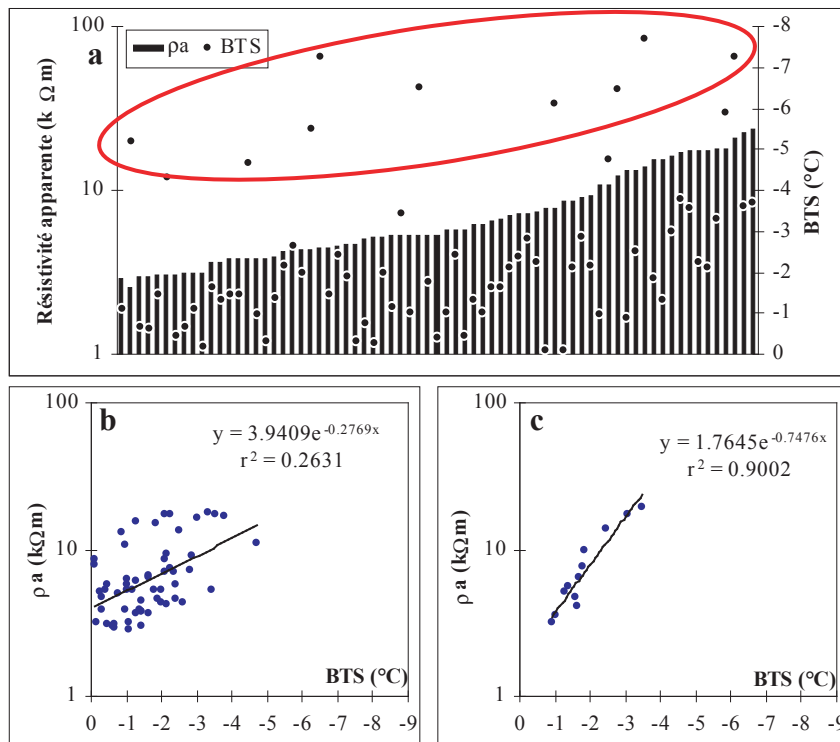 Résistivité apparente (k Ω m)
100
10
1
a
ρa
BTS
-8
-7
-6
-5
-4
-3
-2
-1
0
BTS (°C)
b
y = 3.9409e^-0.2769x
r² = 0.2631
ρ a (kΩm)
100
10
1
BTS (°C)
0 -1 -2 -3 -4 -5 -6 -7 -8 -9
c
y = 1.7645e^-0.7476x
r² = 0.9002
ρ a (kΩm)
100
10
1
BTS (°C)
0 -1 -2 -3 -4 -5 -6 -7 -8 -9